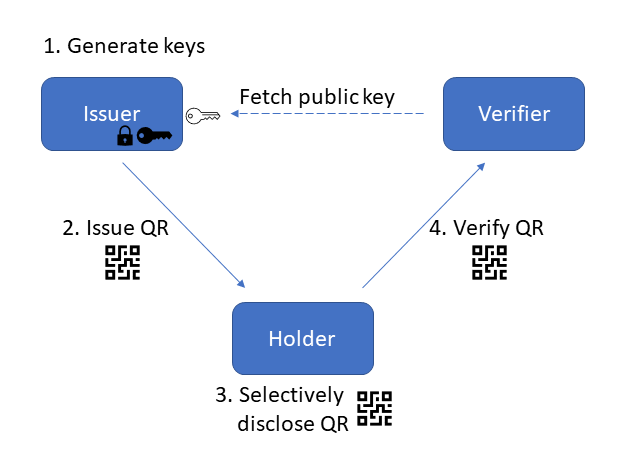 1. Generate keys
Issuer
Fetch public key
Verifier
2. Issue QR
4. Verify QR
Holder
3. Selectively
disclose QR